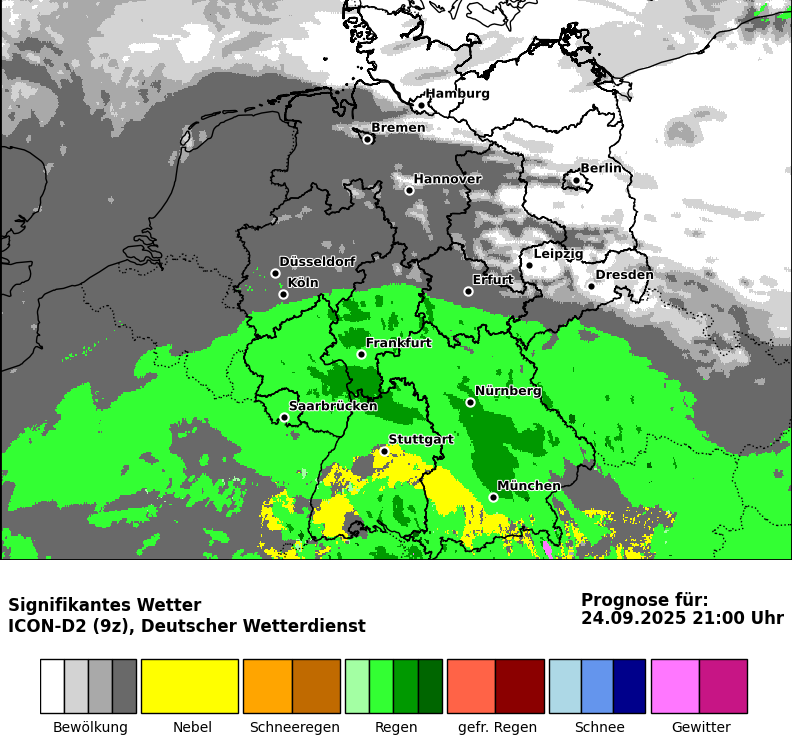 Hamburg
Bremen
Berlin
Hannover
Leipzig
Düsseldorf
Dresden
Köln
Erfurt
Frankfurt
Nürnberg
Saarbrücken
Stuttgart
München
Signifikantes Wetter
ICON-D2 (9z), Deutscher Wetterdienst
Prognose für:
24.09.2025 21:00 Uhr
Bewölkung Nebel Schneeregen Regen gefr. Regen Schnee Gewitter